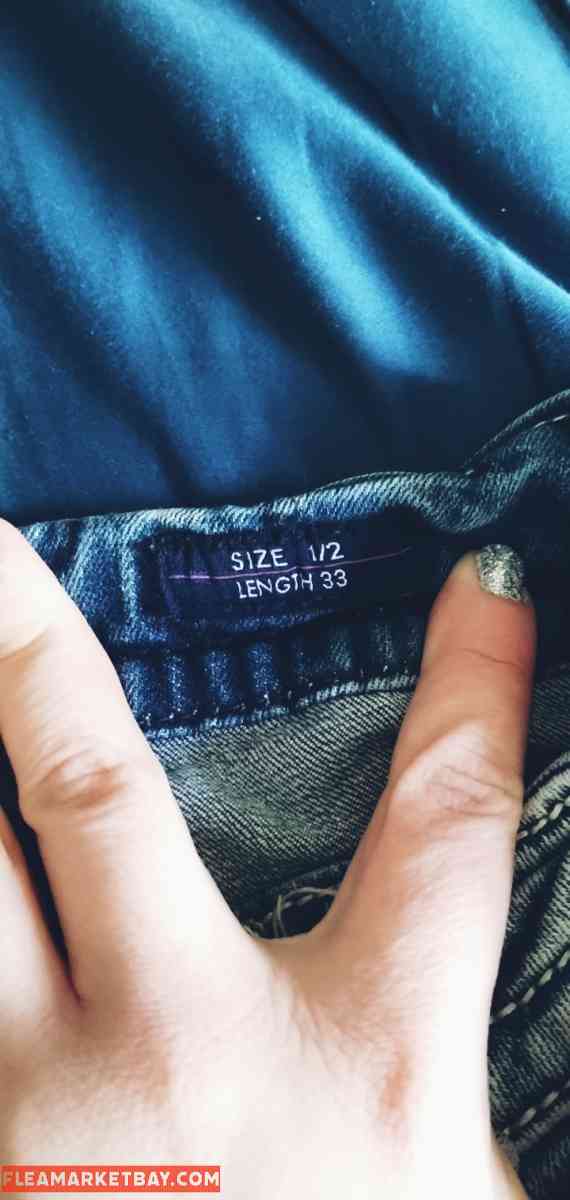 SIZE 1/2
LENGTH 33
FLEAMARKETBAY.COM